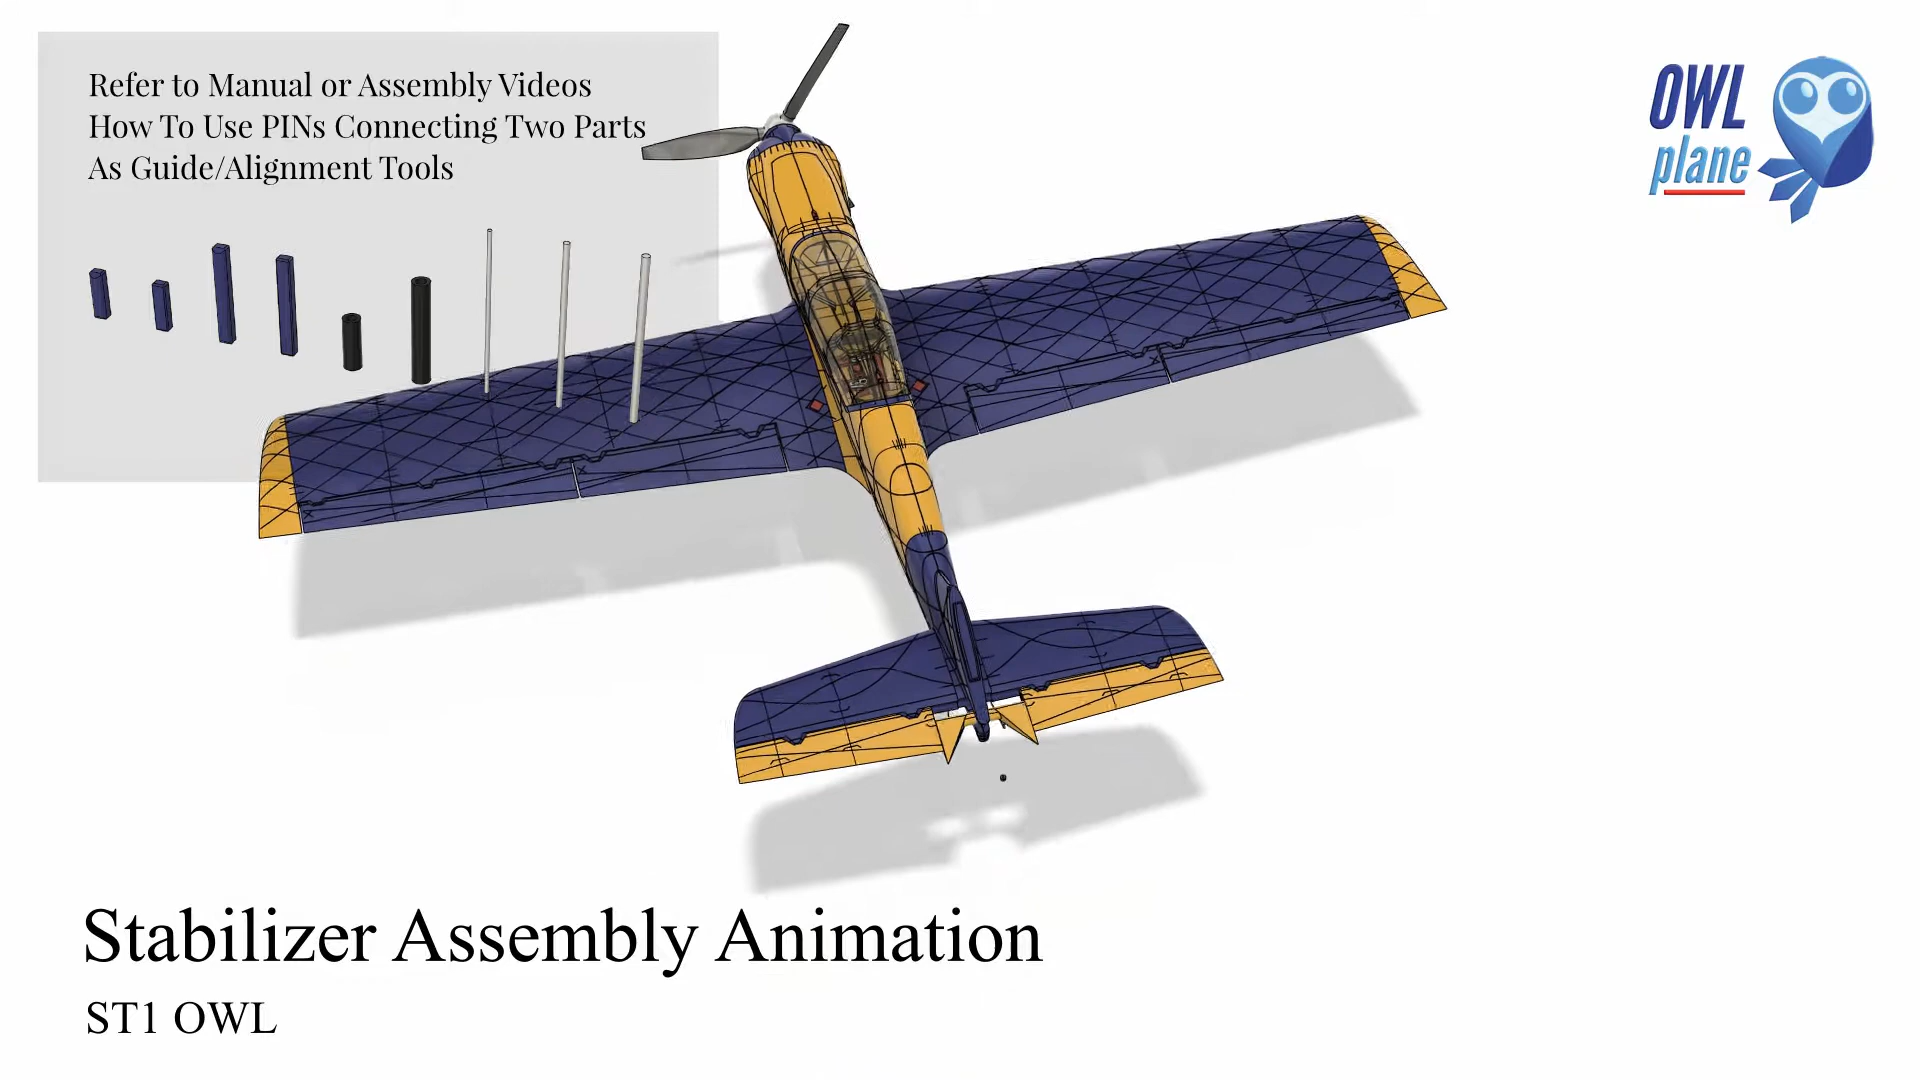 Refer to Manual or Assembly Videos
How To Use PINs Connecting Two Parts
As Guide/Alignment Tools
OWL
plane
Stabilizer Assembly Animation
ST1 OWL